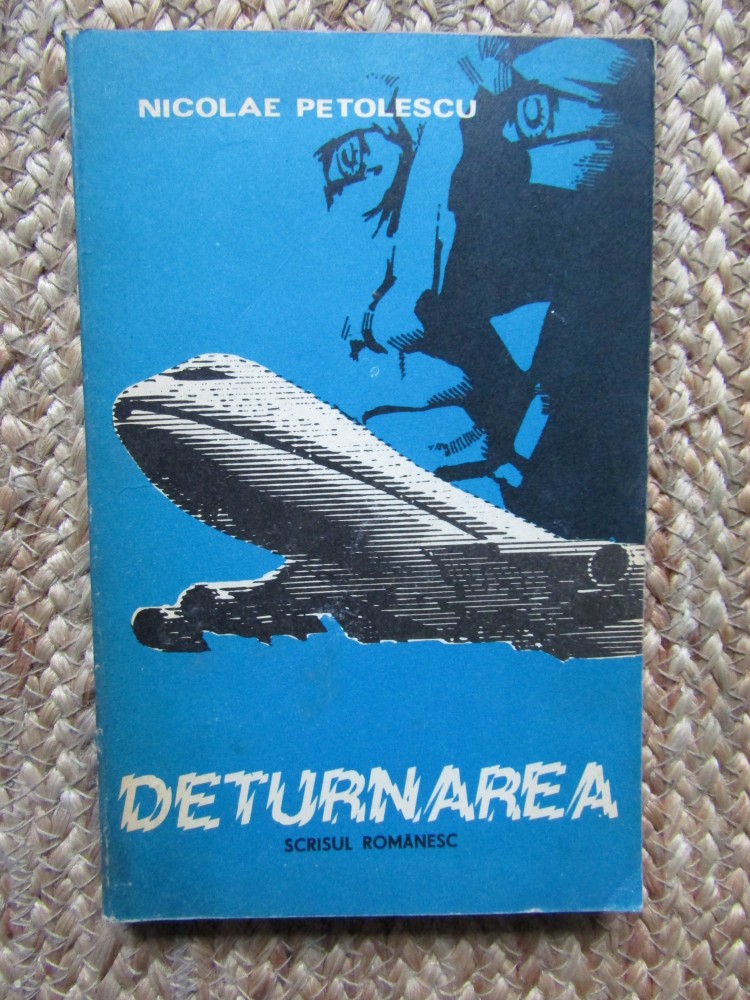 NICOLAE PETOLESCU
DETURNAREA
SCRISUL ROMÂNESC